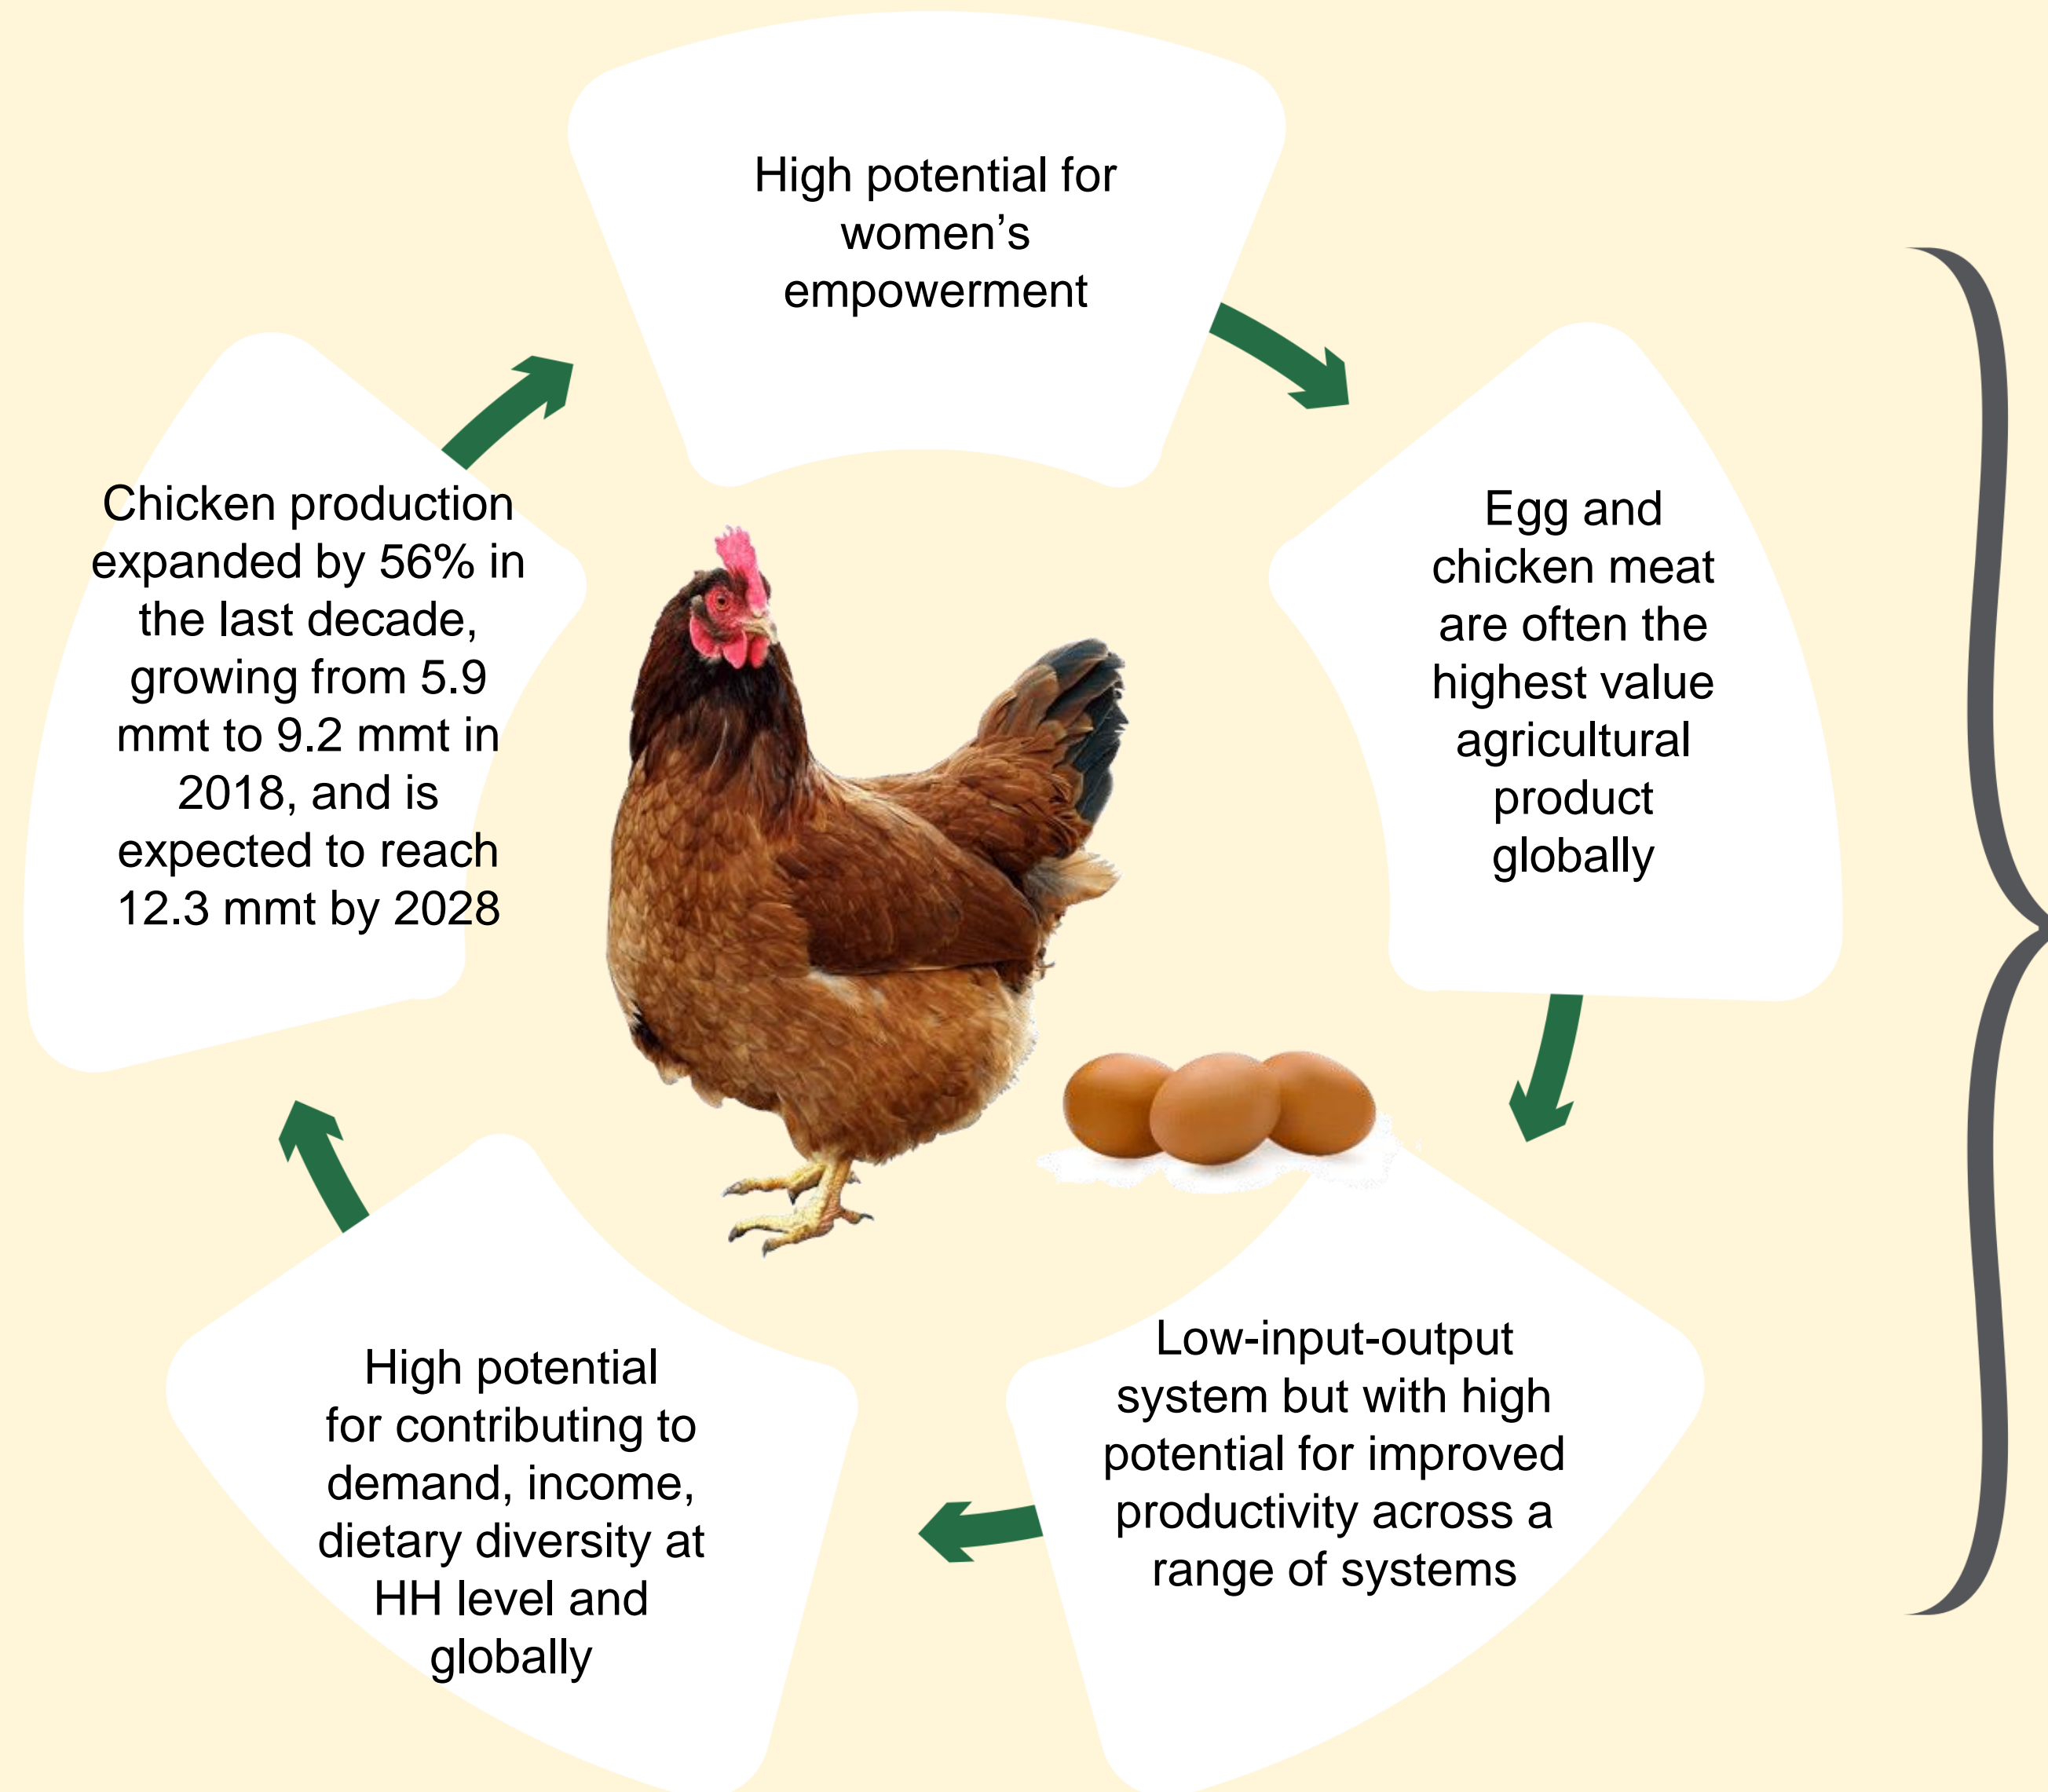 High potential for
women’s
empowerment
Egg and
chicken meat
are often the
highest value
agricultural
product
globally
Low-input-output
system but with high
potential for improved
productivity across a
range of systems
High potential
for contributing to
demand, income,
dietary diversity at
HH level and
globally
Chicken production
expanded by 56% in
the last decade,
growing from 5.9
mmt to 9.2 mmt in
2018, and is
expected to reach
12.3 mmt by 2028